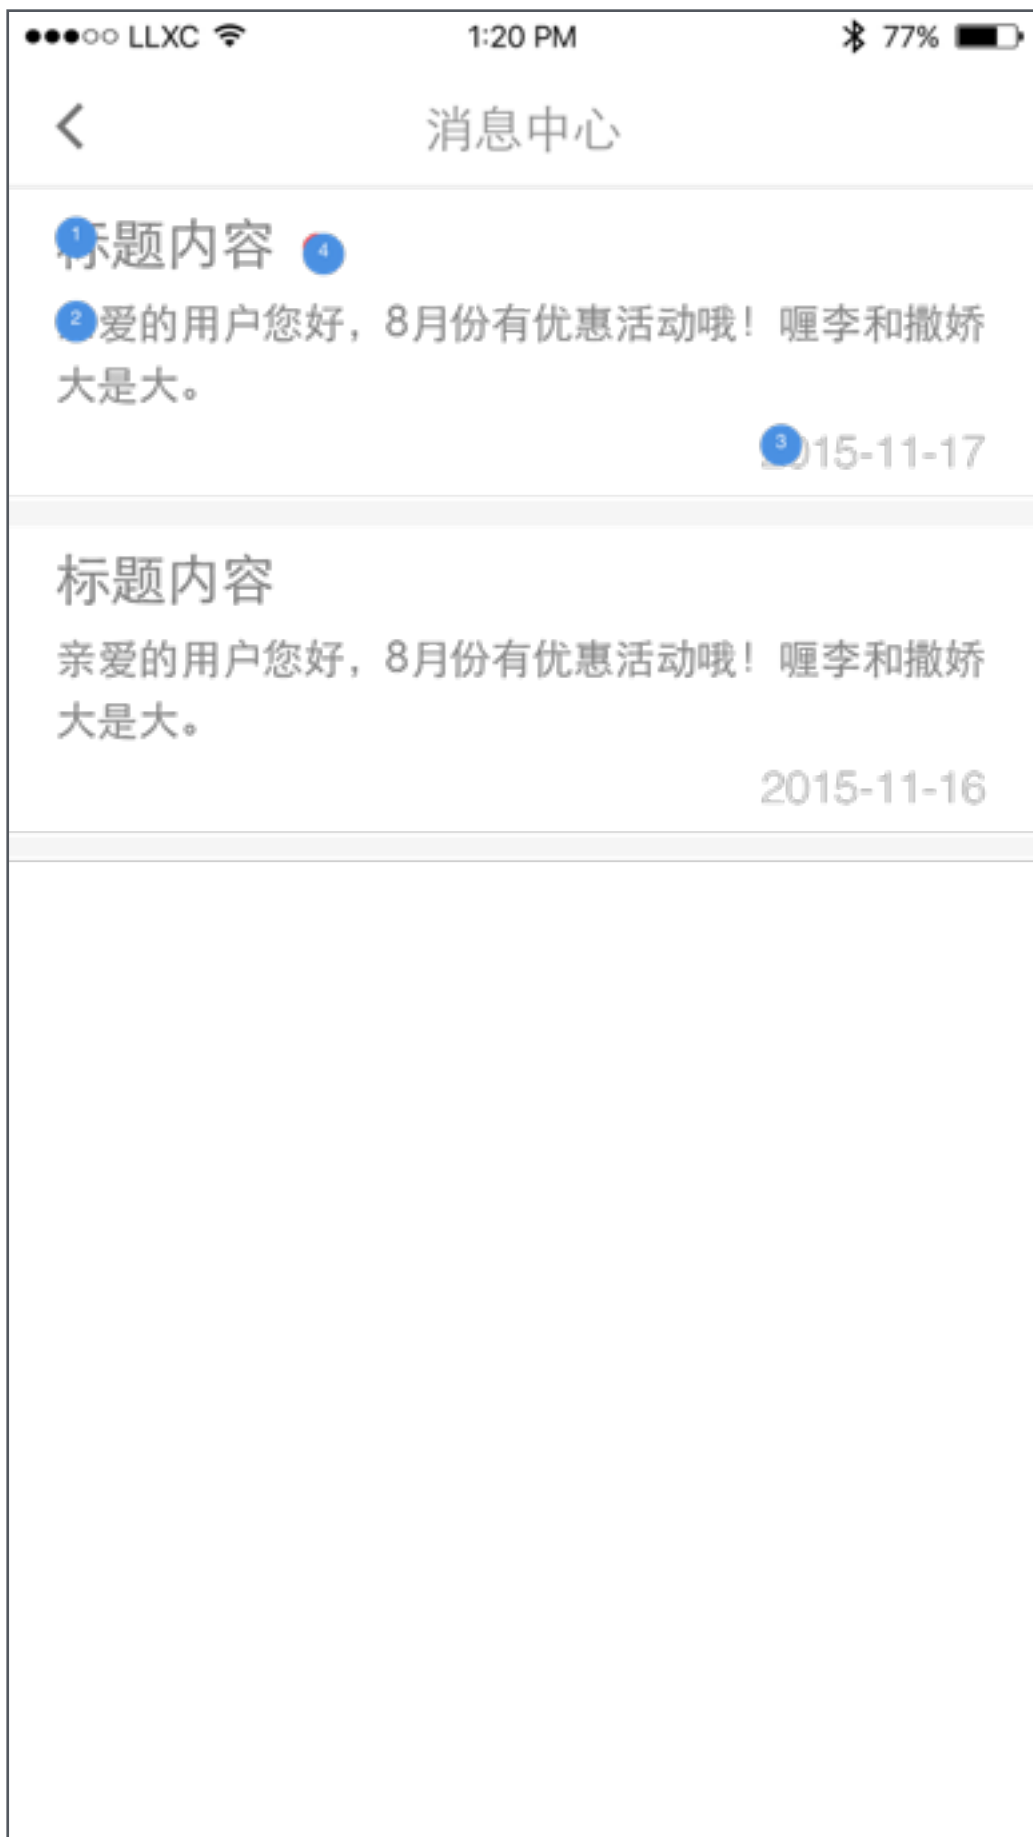 LLXC 1:20 PM 77%
消息中心
1 标题内容 4
2 爱的用户您好，8月份有优惠活动哦！喱李和撒娇
大是大。
3 015-11-17
标题内容
亲爱的用户您好，8月份有优惠活动哦！喱李和撒娇
大是大。
2015-11-16